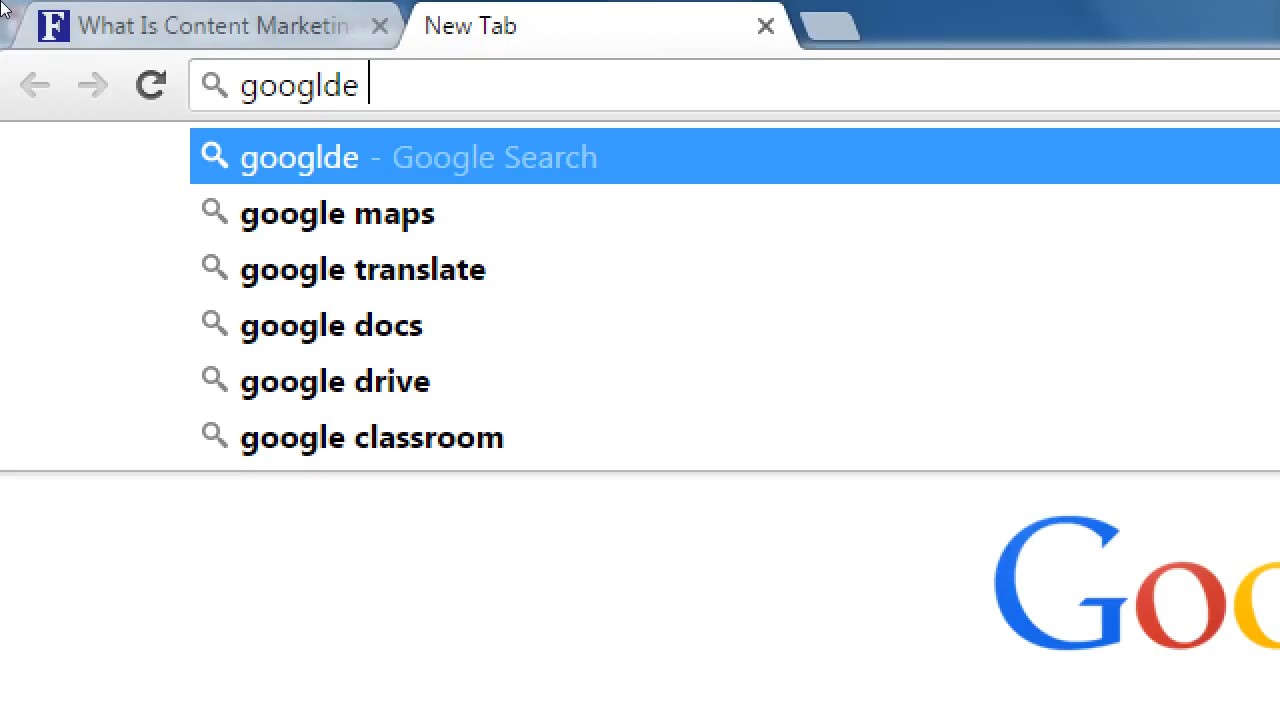 F What Is Content Marketin New Tab
googlde
googlde - Google Search
google maps
google translate
google docs
google drive
google classroom
Goo